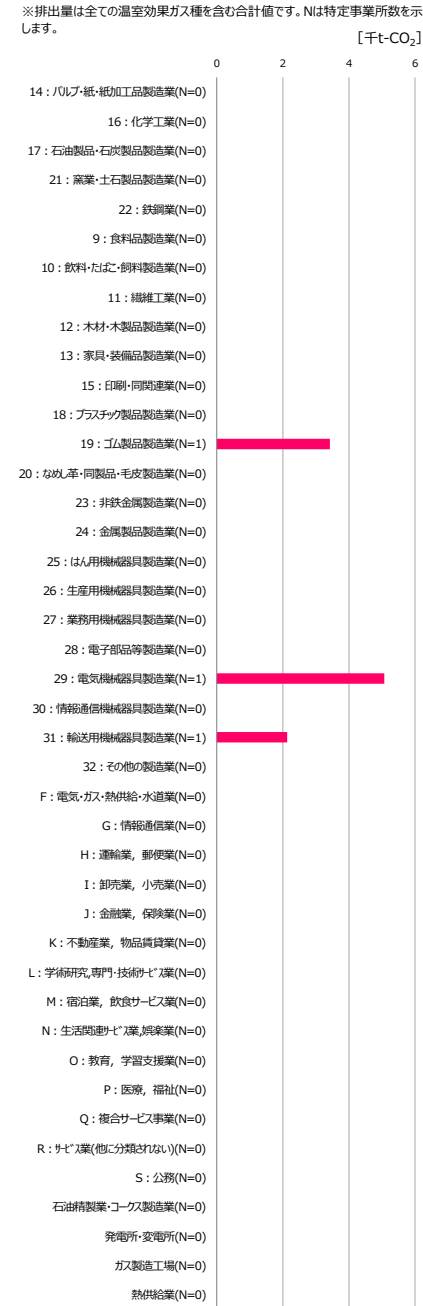 ※排出量は全ての温室効果ガス種を含む合計値です。Nは特定事業所数を示
します。
[千t-CO₂]
0 2 4 6
14:パルプ・紙・紙加工品製造業(N=0)
16:化学工業(N=0)
17:石油製品・石炭製品製造業(N=0)
21:窯業・土石製品製造業(N=0)
22:鉄鋼業(N=0)
9:食料品製造業(N=0)
10:飲料・たばこ・飼料製造業(N=0)
11:繊維工業(N=0)
12:木材・木製品製造業(N=0)
13:家具・装備品製造業(N=0)
15:印刷・同関連業(N=0)
18:プラスチック製品製造業(N=0)
19:ゴム製品製造業(N=1)
20:なめし革・同製品・毛皮製造業(N=0)
23:非鉄金属製造業(N=0)
24:金属製品製造業(N=0)
25:はん用機械器具製造業(N=0)
26:生産用機械器具製造業(N=0)
27:業務用機械器具製造業(N=0)
28:電子部品等製造業(N=0)
29:電気機械器具製造業(N=1)
30:情報通信機械器具製造業(N=0)
31:輸送用機械器具製造業(N=1)
32:その他の製造業(N=0)
F:電気・ガス・熱供給・水道業(N=0)
G:情報通信業(N=0)
H:運輸業，郵便業(N=0)
I:卸売業，小売業(N=0)
J:金融業，保険業(N=0)
K:不動産業，物品賃貸業(N=0)
L:学術研究,専門・技術ｻｰﾋﾞｽ業(N=0)
M:宿泊業，飲食サービス業(N=0)
N:生活関連ｻｰﾋﾞｽ業,娯楽業(N=0)
O:教育，学習支援業(N=0)
P:医療，福祉(N=0)
Q:複合サービス事業(N=0)
R:ｻｰﾋﾞｽ業(他に分類されない)(N=0)
S:公務(N=0)
石油精製業・コークス製造業(N=0)
発電所・変電所(N=0)
ガス製造工場(N=0)
熱供給業(N=0)